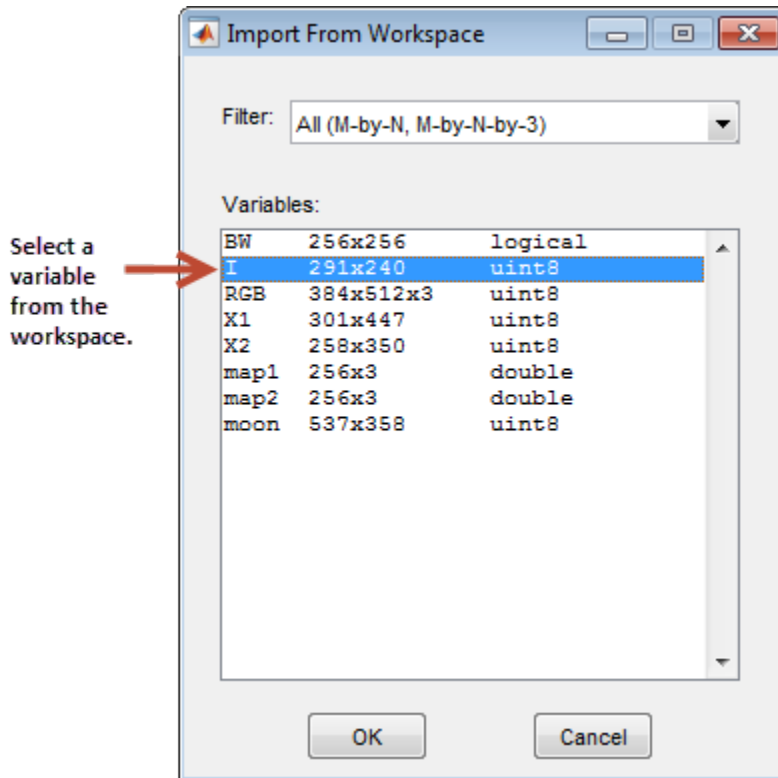 Import From Workspace
Filter: All (M-by-N, M-by-N-by-3)
Variables:
Select a
variable
from the
workspace.
BW 256x256 logical
I 291x240 uint8
RGB 384x512x3 uint8
X1 301x447 uint8
X2 258x350 uint8
map1 256x3 double
map2 256x3 double
moon 537x358 uint8
OK Cancel